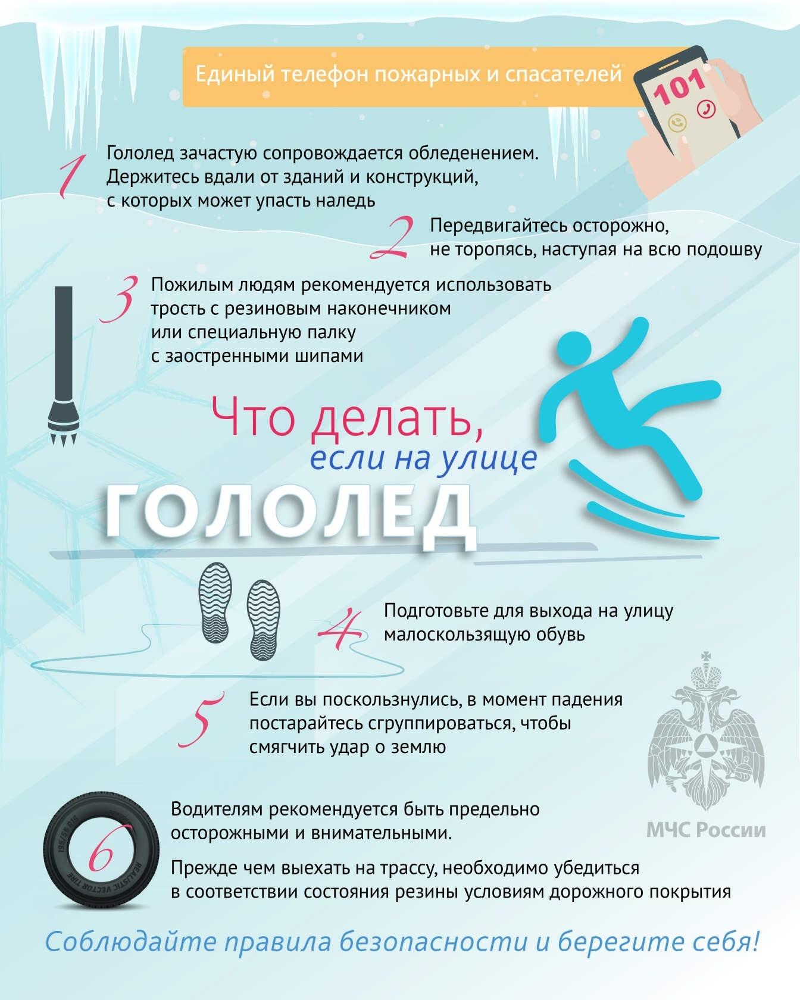 Единый телефон пожарных и спасателей
101
1
Гололед зачастую сопровождается обледенением.
Держитесь вдали от зданий и конструкций,
с которых может упасть наледь
2
Передвигайтесь осторожно,
не торопясь, наступая на всю подошву
3
Пожилым людям рекомендуется использовать
трость с резиновым наконечником
или специальную палку
с заостренными шипами
Что делать,
если на улице
ГОЛОЛЕД
4
Подготовьте для выхода на улицу
малоскользящую обувь
5
Если вы поскользнулись, в момент падения
постарайтесь сгруппироваться, чтобы
смягчить удар о землю
МЧС России
6
195/55 R16
REALISTIC VECTOR TIRE
Водителям рекомендуется быть предельно
осторожными и внимательными.
Прежде чем выехать на трассу, необходимо убедиться
в соответствии состояния резины условиям дорожного покрытия
Соблюдайте правила безопасности и берегите себя!